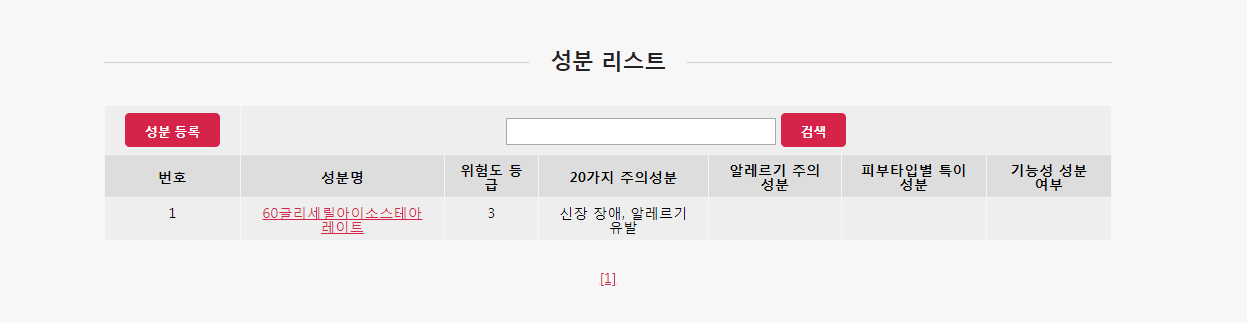 성분 리스트
성분 등록
검색
번호
성분명
위험도 등
급
20가지 주의성분
알레르기 주의
성분
피부타입별 특이
성분
기능성 성분
여부
1
60글리세릴아이소스테아
레이트
3
신장 장애, 알레르기
유발
[1]